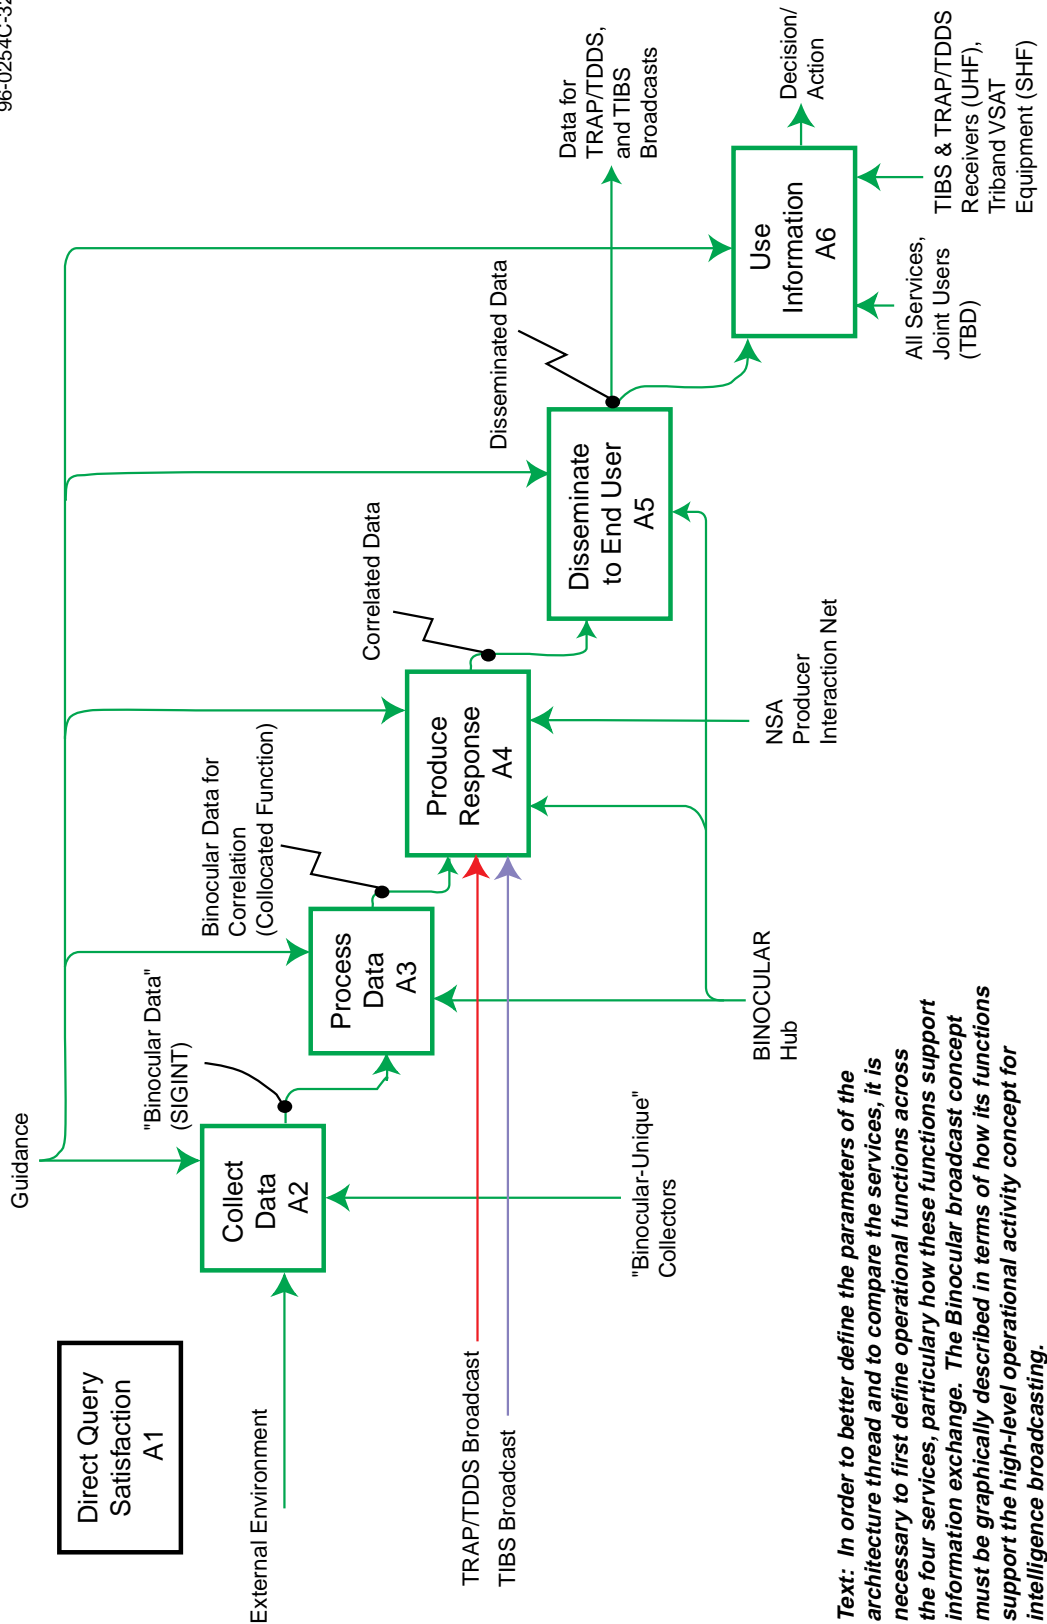 96-0254C-32
Direct Query
Satisfaction
A1
Guidance
"Binocular Data"
(SIGINT)
Binocular Data for
Correlation
(Collocated Function)
Correlated Data
Disseminated Data
Data for
TRAP/TDDS,
and TIBS
Broadcasts
Decision/
Action
External Environment
Collect
Data
A2
Process
Data
A3
Produce
Response
A4
Disseminate
to End User
A5
Use
Information
A6
TRAP/TDDS Broadcast
TIBS Broadcast
"Binocular-Unique"
Collectors
BINOCULAR
Hub
NSA
Producer
Interaction Net
All Services,
Joint Users
(TBD)
TIBS & TRAP/TDDS
Receivers (UHF),
Triband VSAT
Equipment (SHF)
Text: In order to better define the parameters of the
architecture thread and to compare the services, it is
necessary to first define operational functions across
the four services, particulary how these functions support
information exchange. The Binocular broadcast concept
must be graphically described in terms of how its functions
support the high-level operational activity concept for
intelligence broadcasting.